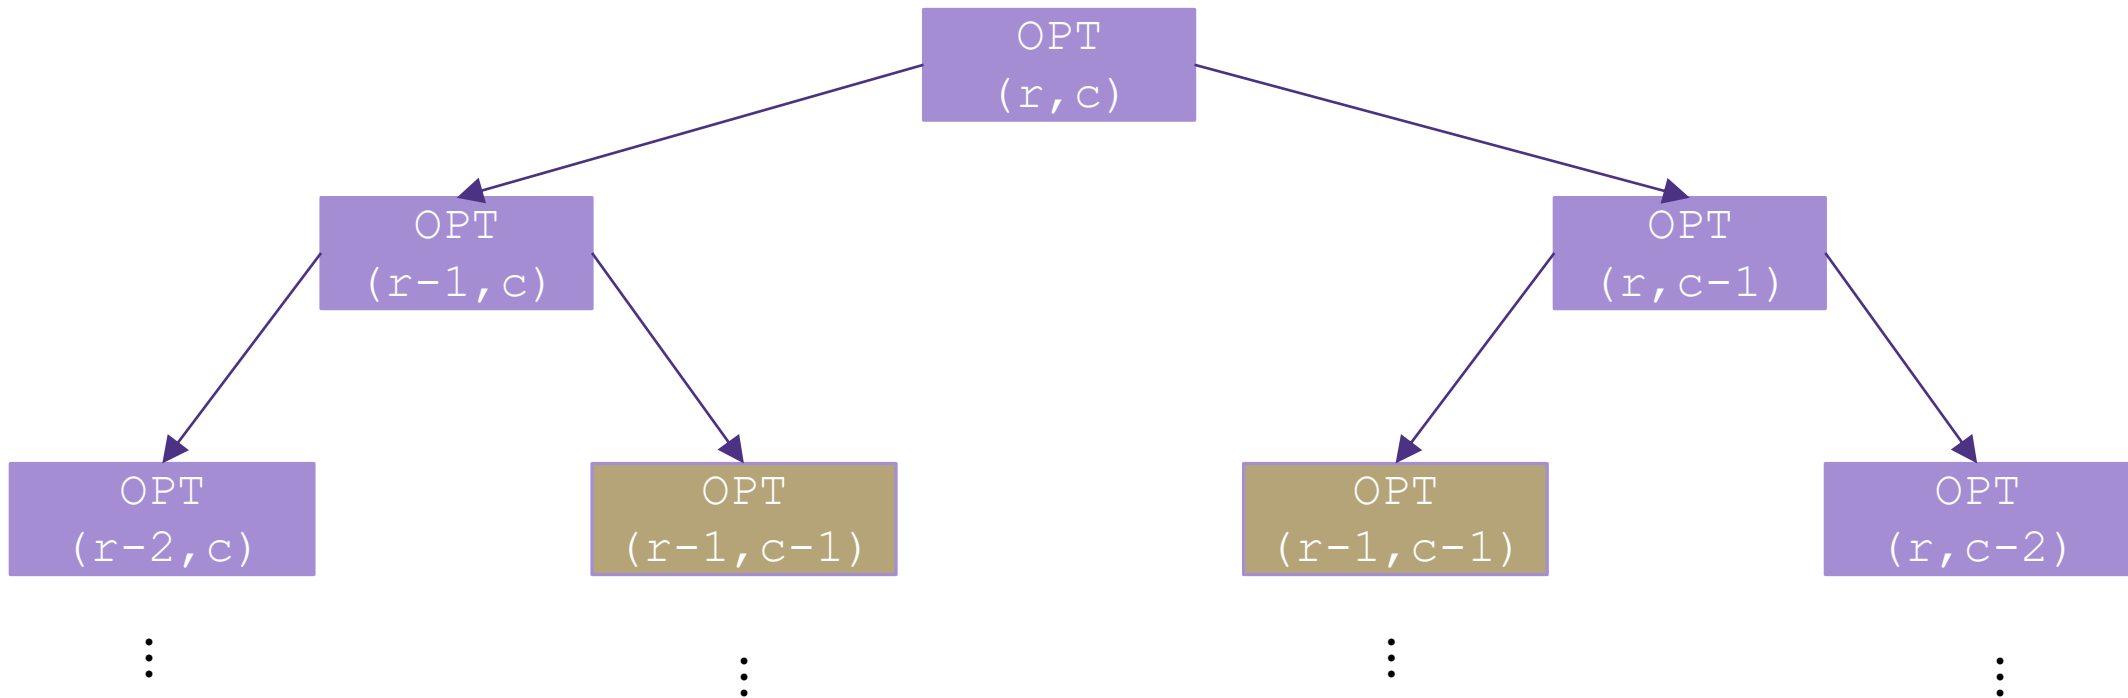 OPT
(r,c)
OPT
(r-1,c)
OPT
(r,c-1)
OPT
(r-2,c)
OPT
(r-1,c-1)
OPT
(r-1,c-1)
OPT
(r,c-2)